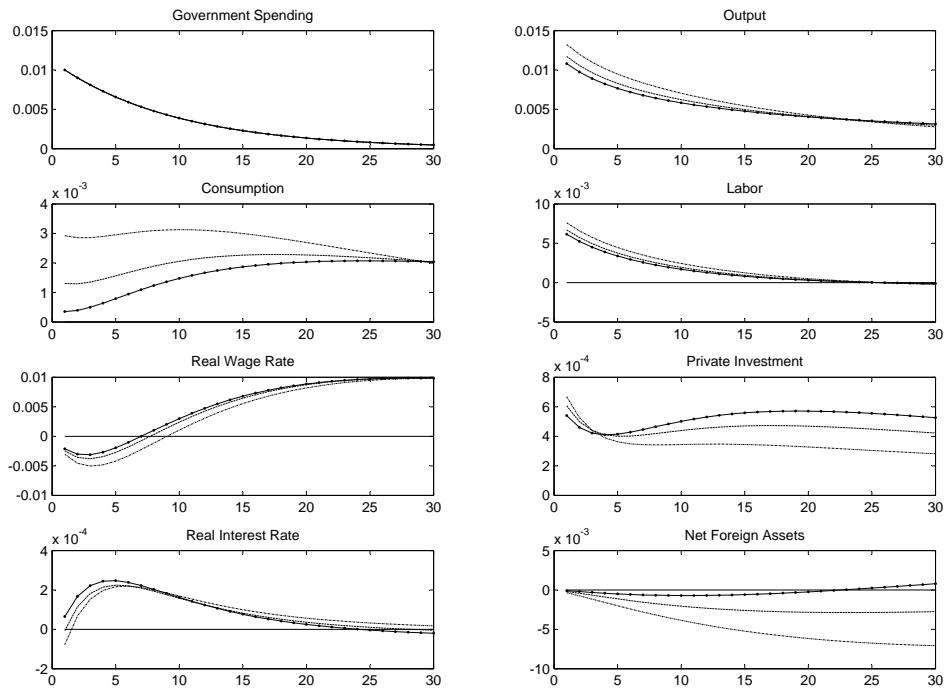 Government Spending
0.015
0.01
0.005
0
0 5 10 15 20 25 30
Output
0.015
0.01
0.005
0
0 5 10 15 20 25 30
Consumption
x 10^-3
4
3
2
1
0
0 5 10 15 20 25 30
Labor
x 10^-3
10
5
0
-5
0 5 10 15 20 25 30
Real Wage Rate
0.01
0.005
0
-0.005
-0.01
0 5 10 15 20 25 30
Private Investment
x 10^-4
8
6
4
2
0
0 5 10 15 20 25 30
Real Interest Rate
x 10^-4
4
2
0
-2
0 5 10 15 20 25 30
Net Foreign Assets
x 10^-3
5
0
-5
-10
0 5 10 15 20 25 30